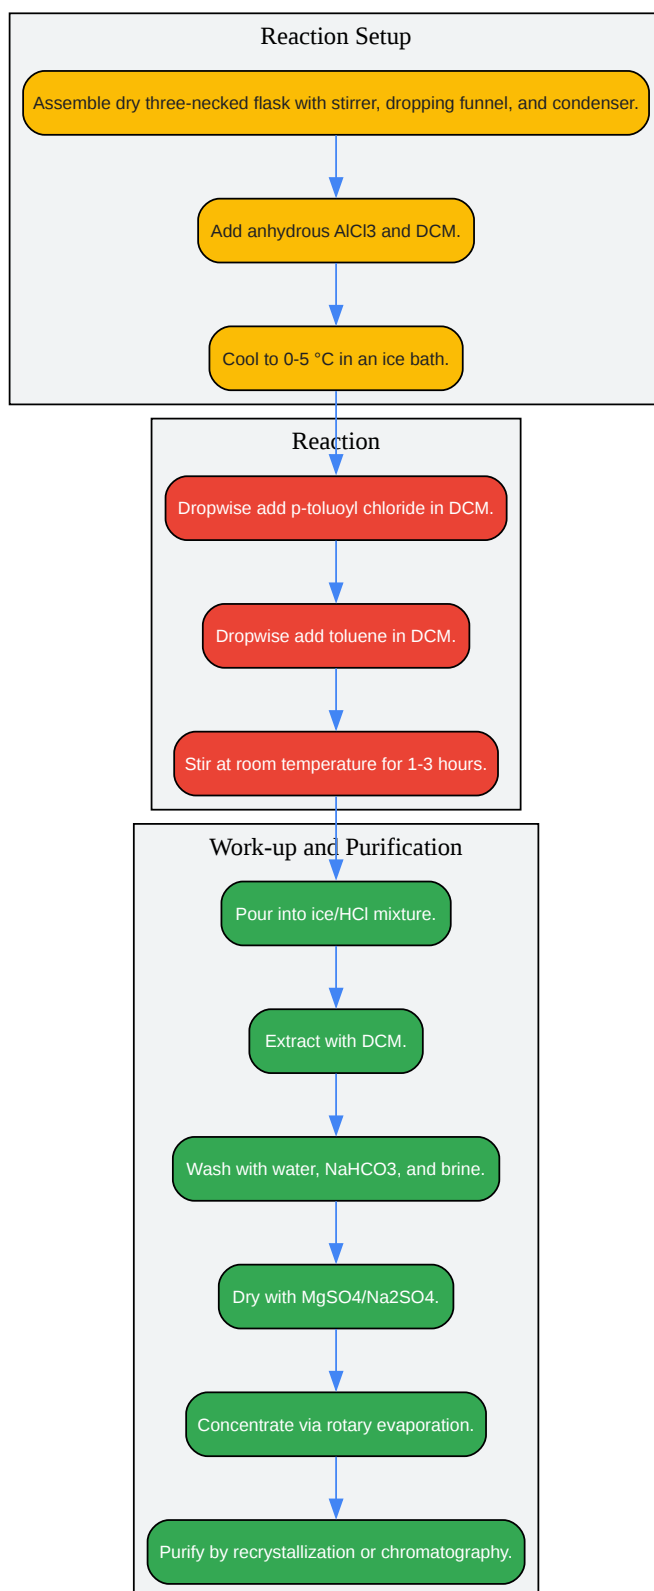 Reaction Setup
Assemble dry three-necked flask with stirrer, dropping funnel, and condenser.
Add anhydrous AlCl3 and DCM.
Cool to 0-5 °C in an ice bath.
Reaction
Dropwise add p-toluoyl chloride in DCM.
Dropwise add toluene in DCM.
Stir at room temperature for 1-3 hours.
Work-up and Purification
Pour into ice/HCl mixture.
Extract with DCM.
Wash with water, NaHCO3, and brine.
Dry with MgSO4/Na2SO4.
Concentrate via rotary evaporation.
Purify by recrystallization or chromatography.